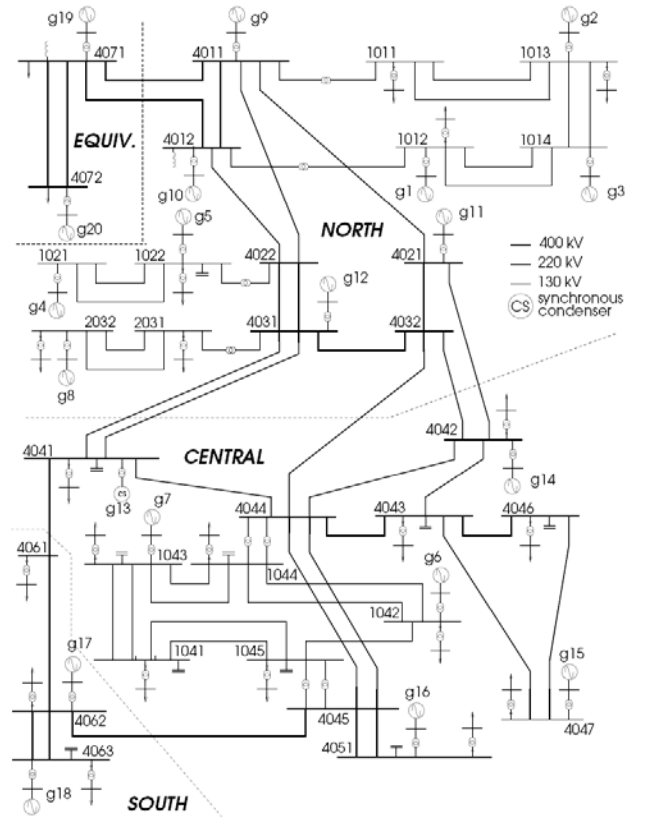 g19
g9
g2
4071
4011
1011
1013
EQUIV.
4012
1012
1014
4072
g10
g1
g3
g20
g5
NORTH
g11
1021
1022
4022
4021
400 kV
220 kV
130 kV
CS synchronous
condenser
g12
g4
2032
2031
4031
4032
g8
CENTRAL
4042
4041
g14
CS
g13
g7
4044
4043
4046
4061
1043
1044
g6
1042
g17
1041
1045
g15
g16
4062
4045
4047
4063
4051
g18
SOUTH